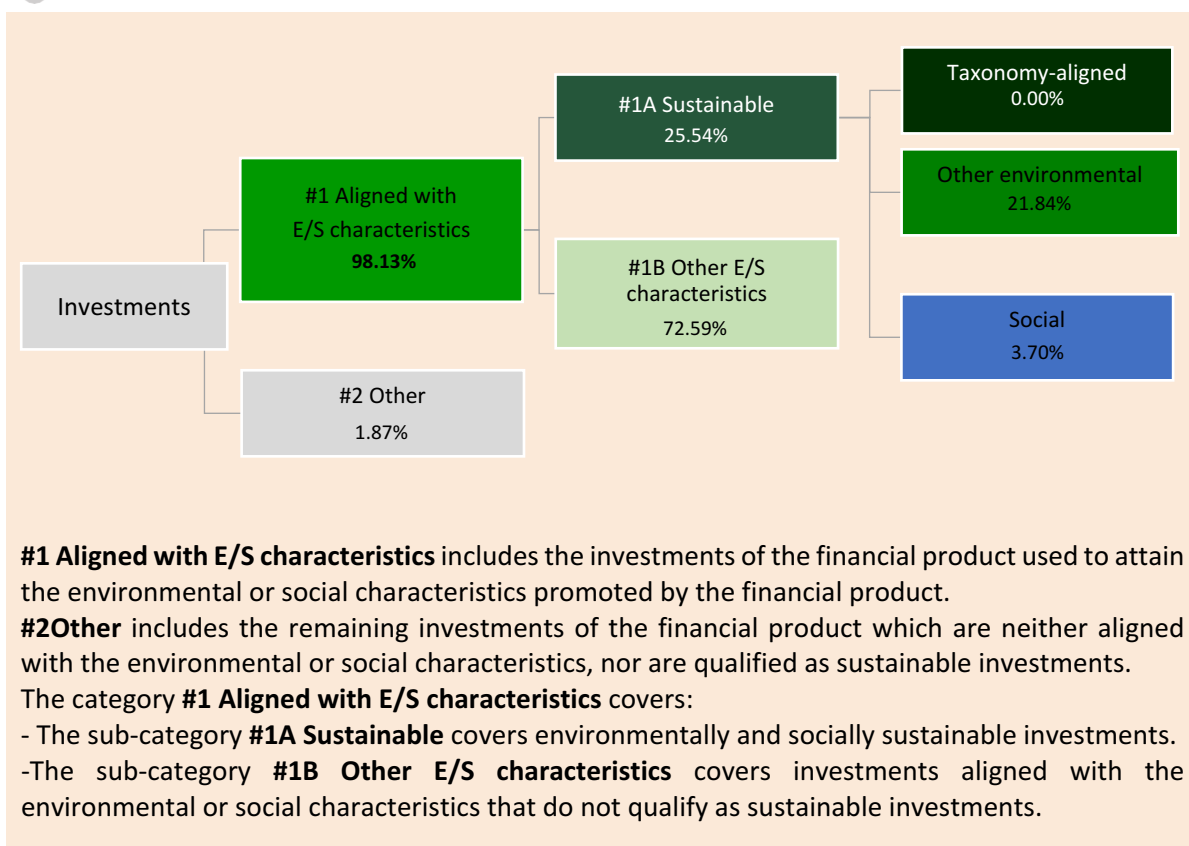 Taxonomy-aligned
0.00%
#1A Sustainable
25.54%
Other environmental
21.84%
#1 Aligned with
E/S characteristics
98.13%
#1B Other E/S
characteristics
72.59%
Investments
Social
3.70%
#2 Other
1.87%
#1 Aligned with E/S characteristics includes the investments of the financial product used to attain
the environmental or social characteristics promoted by the financial product.
#2Other includes the remaining investments of the financial product which are neither aligned
with the environmental or social characteristics, nor are qualified as sustainable investments.
The category #1 Aligned with E/S characteristics covers:
- The sub-category #1A Sustainable covers environmentally and socially sustainable investments.
-The sub-category #1B Other E/S characteristics covers investments aligned with the
environmental or social characteristics that do not qualify as sustainable investments.